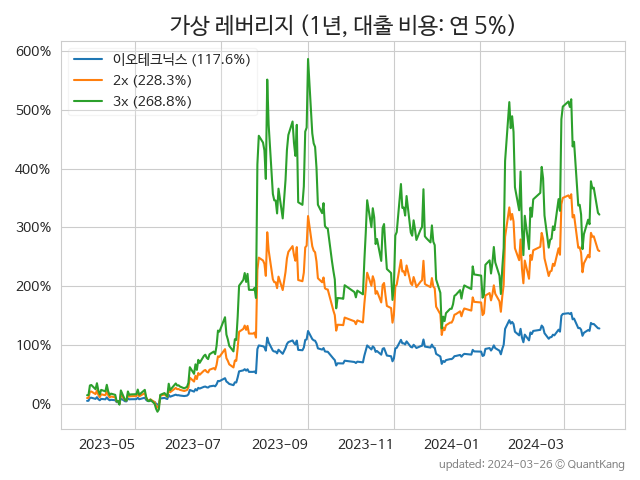 가상 레버리지 (1년, 대출 비용: 연 5%)
600%
500%
400%
300%
200%
100%
0%
이오테크닉스 (117.6%)
2x (228.3%)
3x (268.8%)
2023-05
2023-07
2023-09
2023-11
2024-01
2024-03
updated: 2024-03-26 © QuantKang